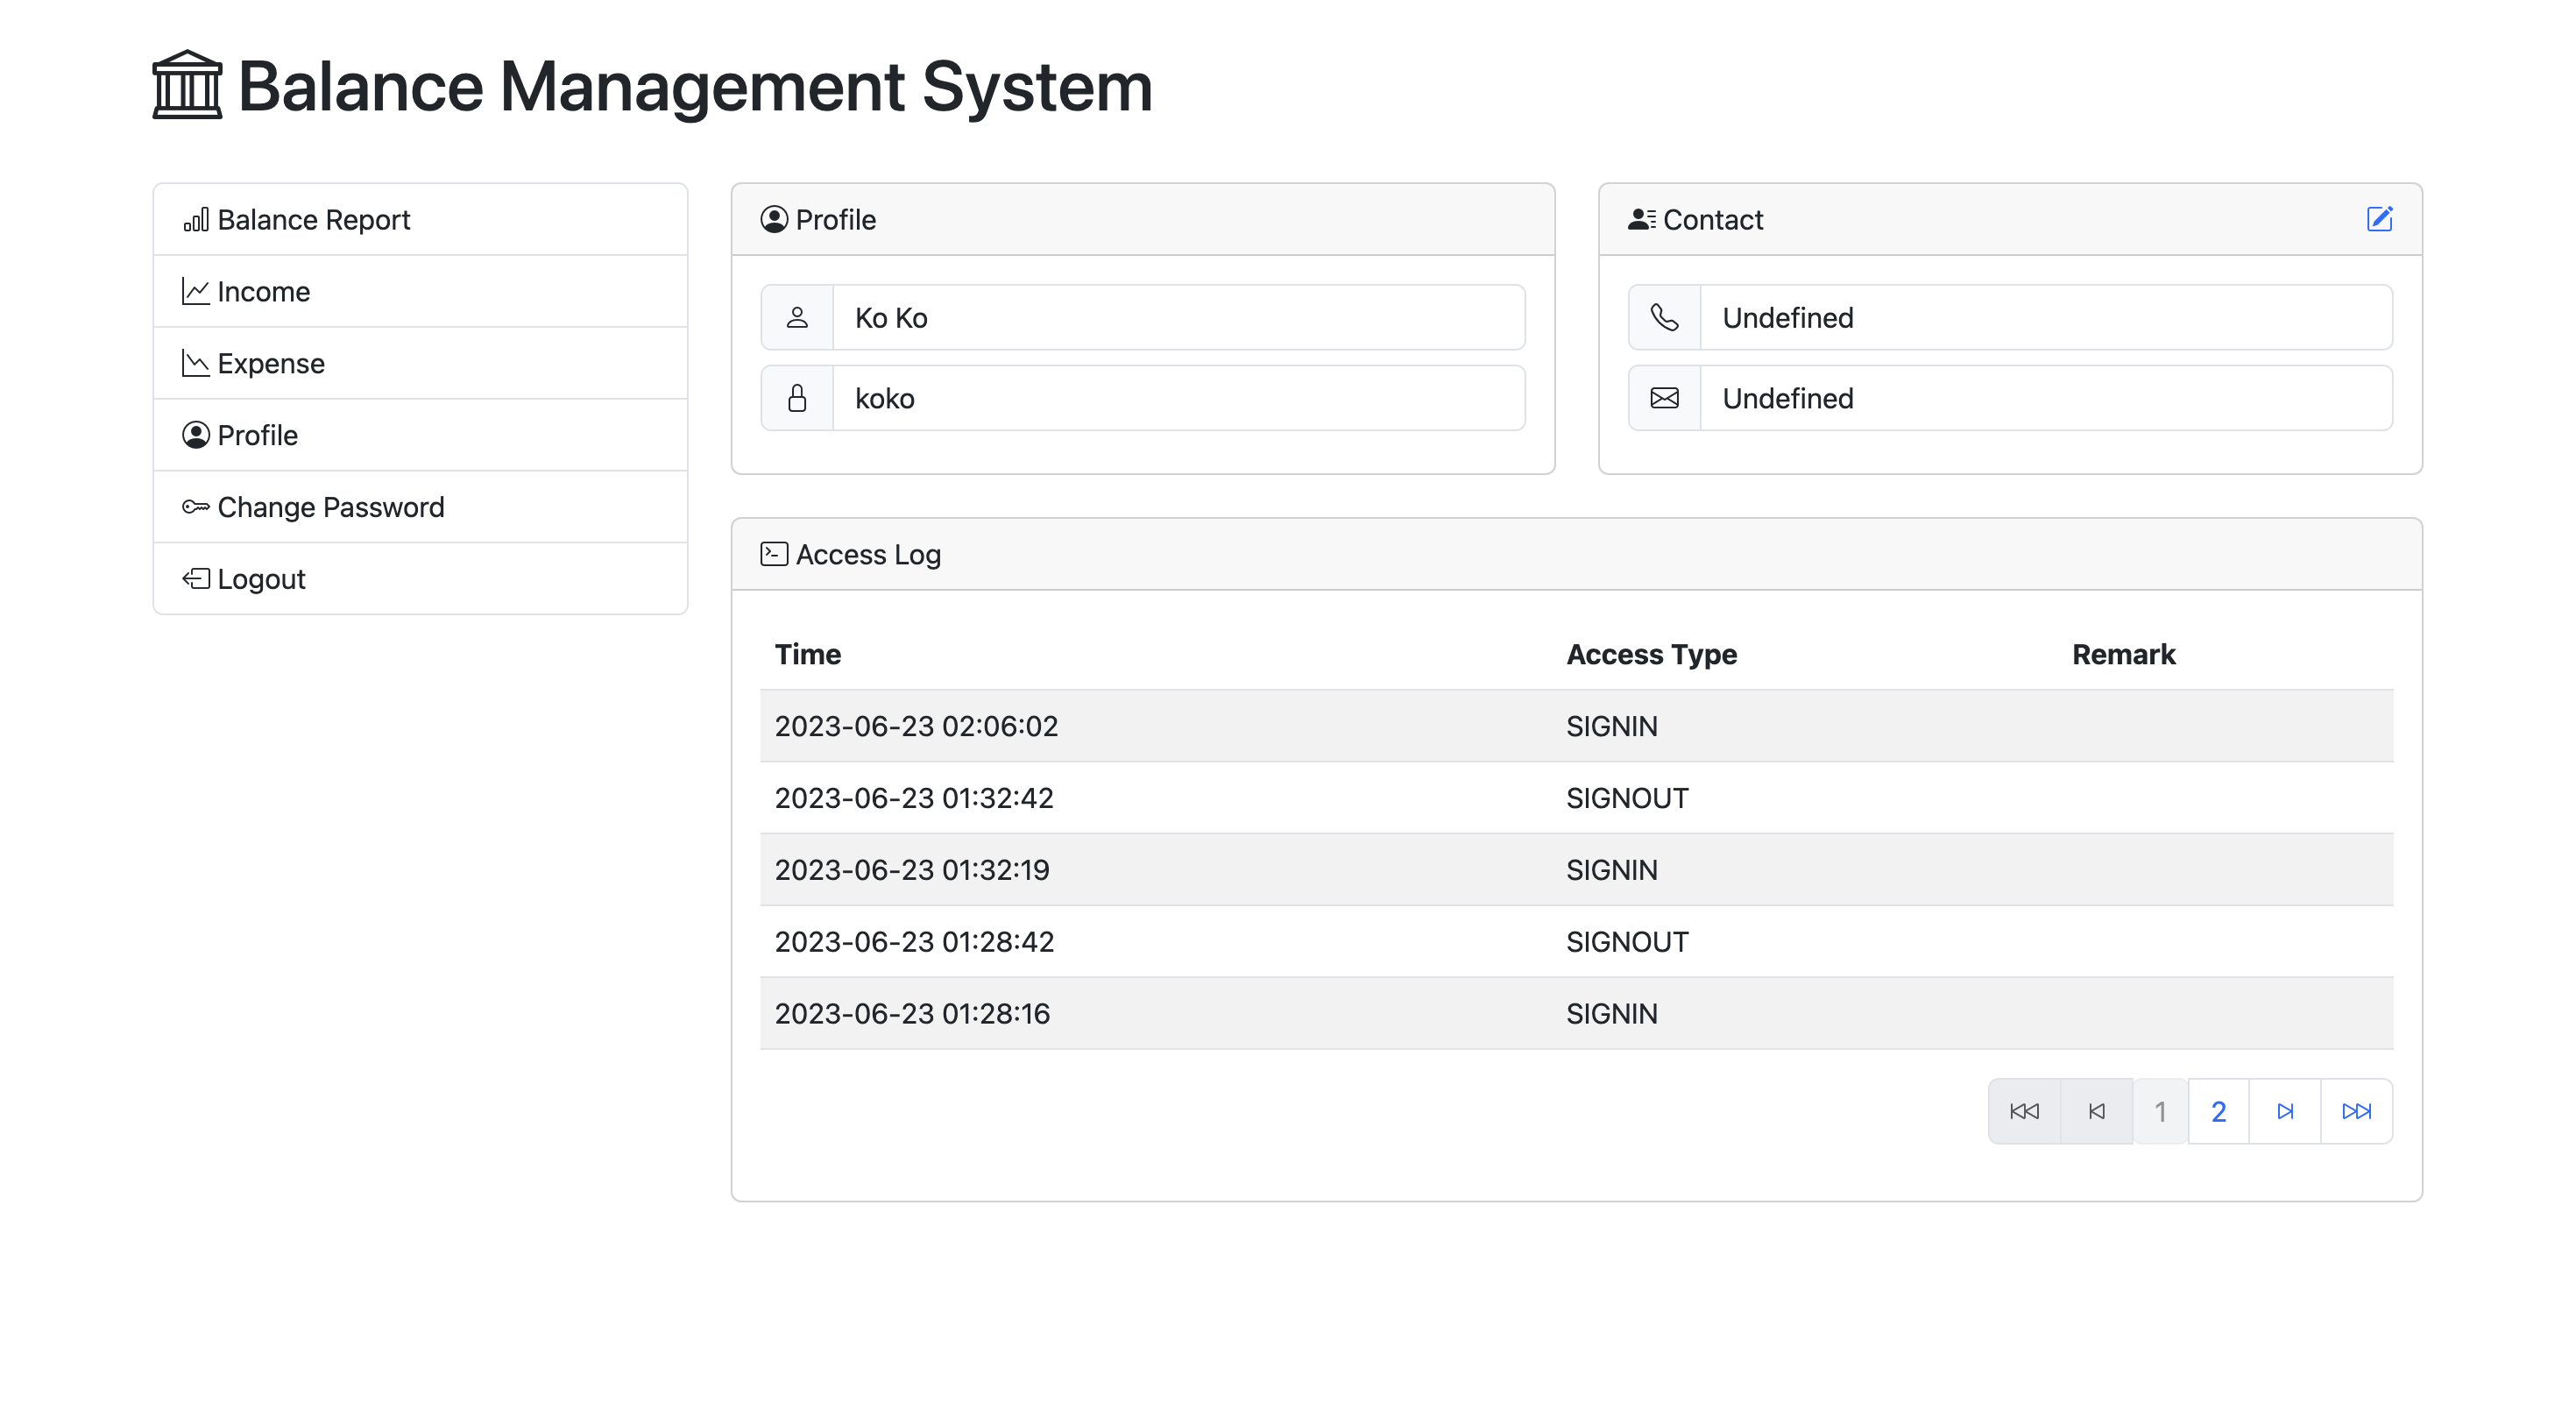 Balance Management System
Balance Report
Income
Expense
Profile
Change Password
Logout
Profile
Ko Ko
koko
Contact
Undefined
Undefined
Access Log
Time Access Type Remark
2023-06-23 02:06:02 SIGNIN
2023-06-23 01:32:42 SIGNOUT
2023-06-23 01:32:19 SIGNIN
2023-06-23 01:28:42 SIGNOUT
2023-06-23 01:28:16 SIGNIN
1 2